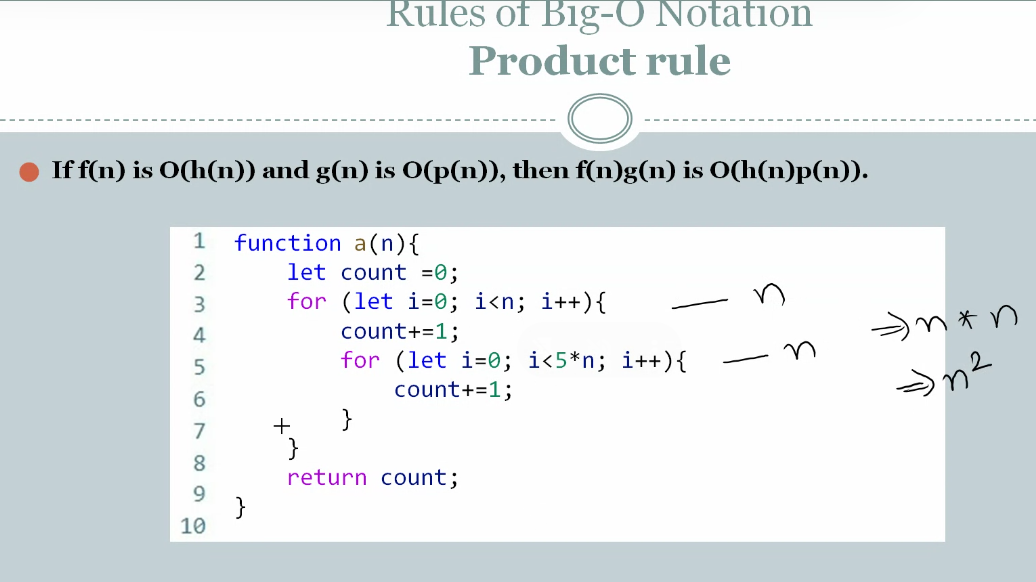 Rules of Big-O Notation
Product rule
If f(n) is O(h(n)) and g(n) is O(p(n)), then f(n)g(n) is O(h(n)p(n)).
1 function a(n){
2 let count =0;
3 for (let i=0; i<n; i++){ — n
4 count+=1;
5 for (let i=0; i<5*n; i++){ — n
6 count+=1;
7 }
8 }
9 return count;
10 }
⇒ n * n
⇒ n²